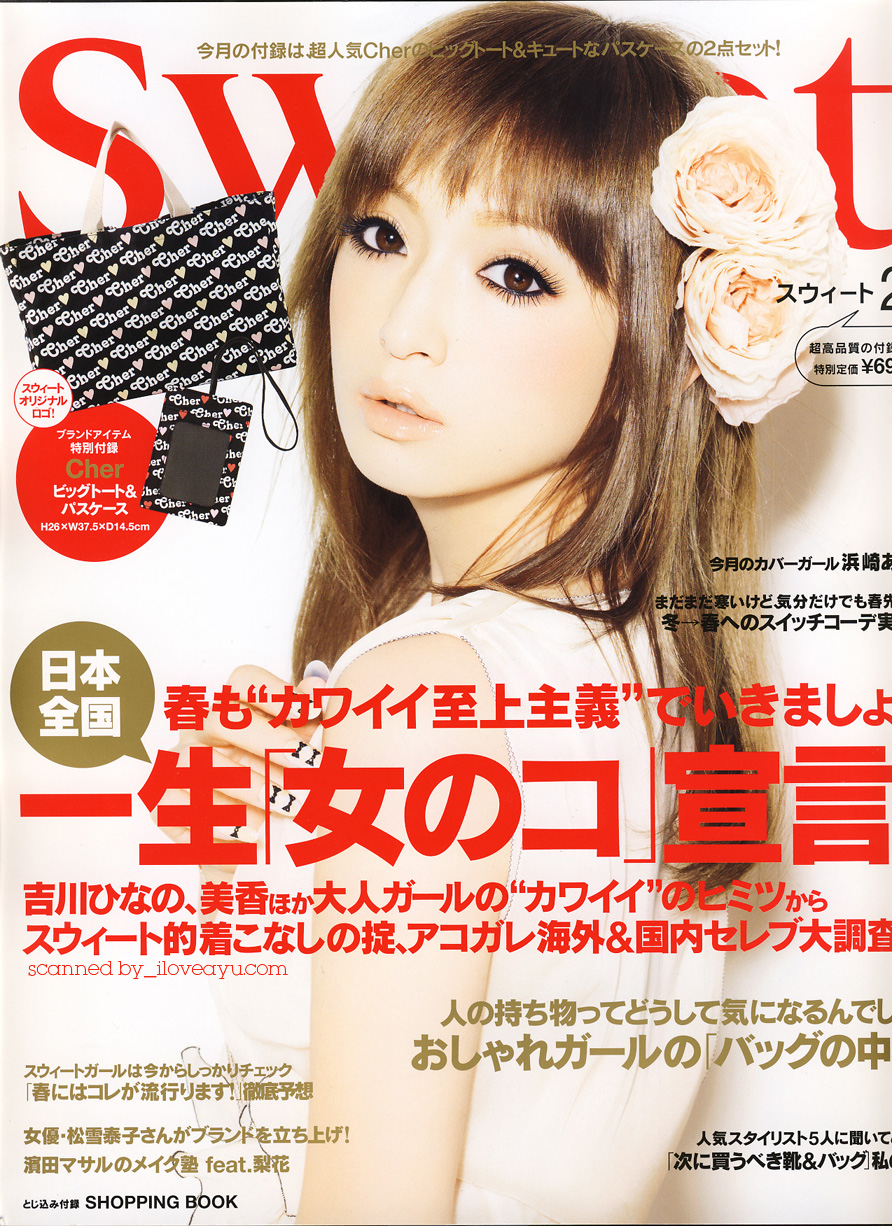 今月の付録は、超人気Cherのビッグトート&キュートなパスケースの2点セット!
Sweet
スウィート 2
超高品質の付録
特別定価 ¥69
スウィート
オリジナル
ロゴ!
ブランドアイテム
特別付録
Cher
ビッグトート&
パスケース
H26×W37.5×D14.5cm
今月のカバーガール 浜崎あ
まだまだ寒いけど、気分だけでも春先
冬→春へのスイッチコーデ実
日本
全国
春も“カワイイ至上主義”でいきましょ
一生「女のコ」宣言
吉川ひなの、美香ほか大人ガールの“カワイイ”のヒミツから
スウィート的着こなしの掟、アコガレ海外&国内セレブ大調査
scanned by_iloveayu.com
人の持ち物ってどうして気になるんでし
おしゃれガールの「バッグの中
スウィートガールは今からしっかりチェック
「春にはコレが流行ります!」徹底予想
女優・松雪泰子さんがブランドを立ち上げ!
濱田マサルのメイク塾 feat.梨花
人気スタイリスト5人に聞いて
「次に買うべき靴&バッグ」私の
とじ込み付録 SHOPPING BOOK